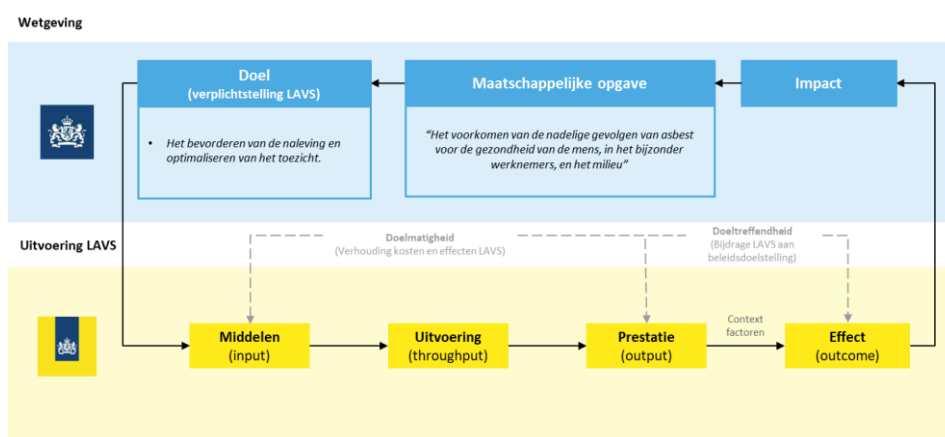 Wetgeving
Doel
(verplichtstelling LAVS)
• Het bevorderen van de naleving en
optimaliseren van het toezicht.
Maatschappelijke opgave
“Het voorkomen van de nadelige gevolgen van asbest
voor de gezondheid van de mens, in het bijzonder
werknemers, en het milieu”
Impact
Uitvoering LAVS
Doelmatigheid
(Verhouding kosten en effecten LAVS)
Doeltreffendheid
(Bijdrage LAVS aan
beleidsdoelstelling)
Middelen
(input)
Uitvoering
(throughput)
Prestatie
(output)
Context
factoren
Effect
(outcome)